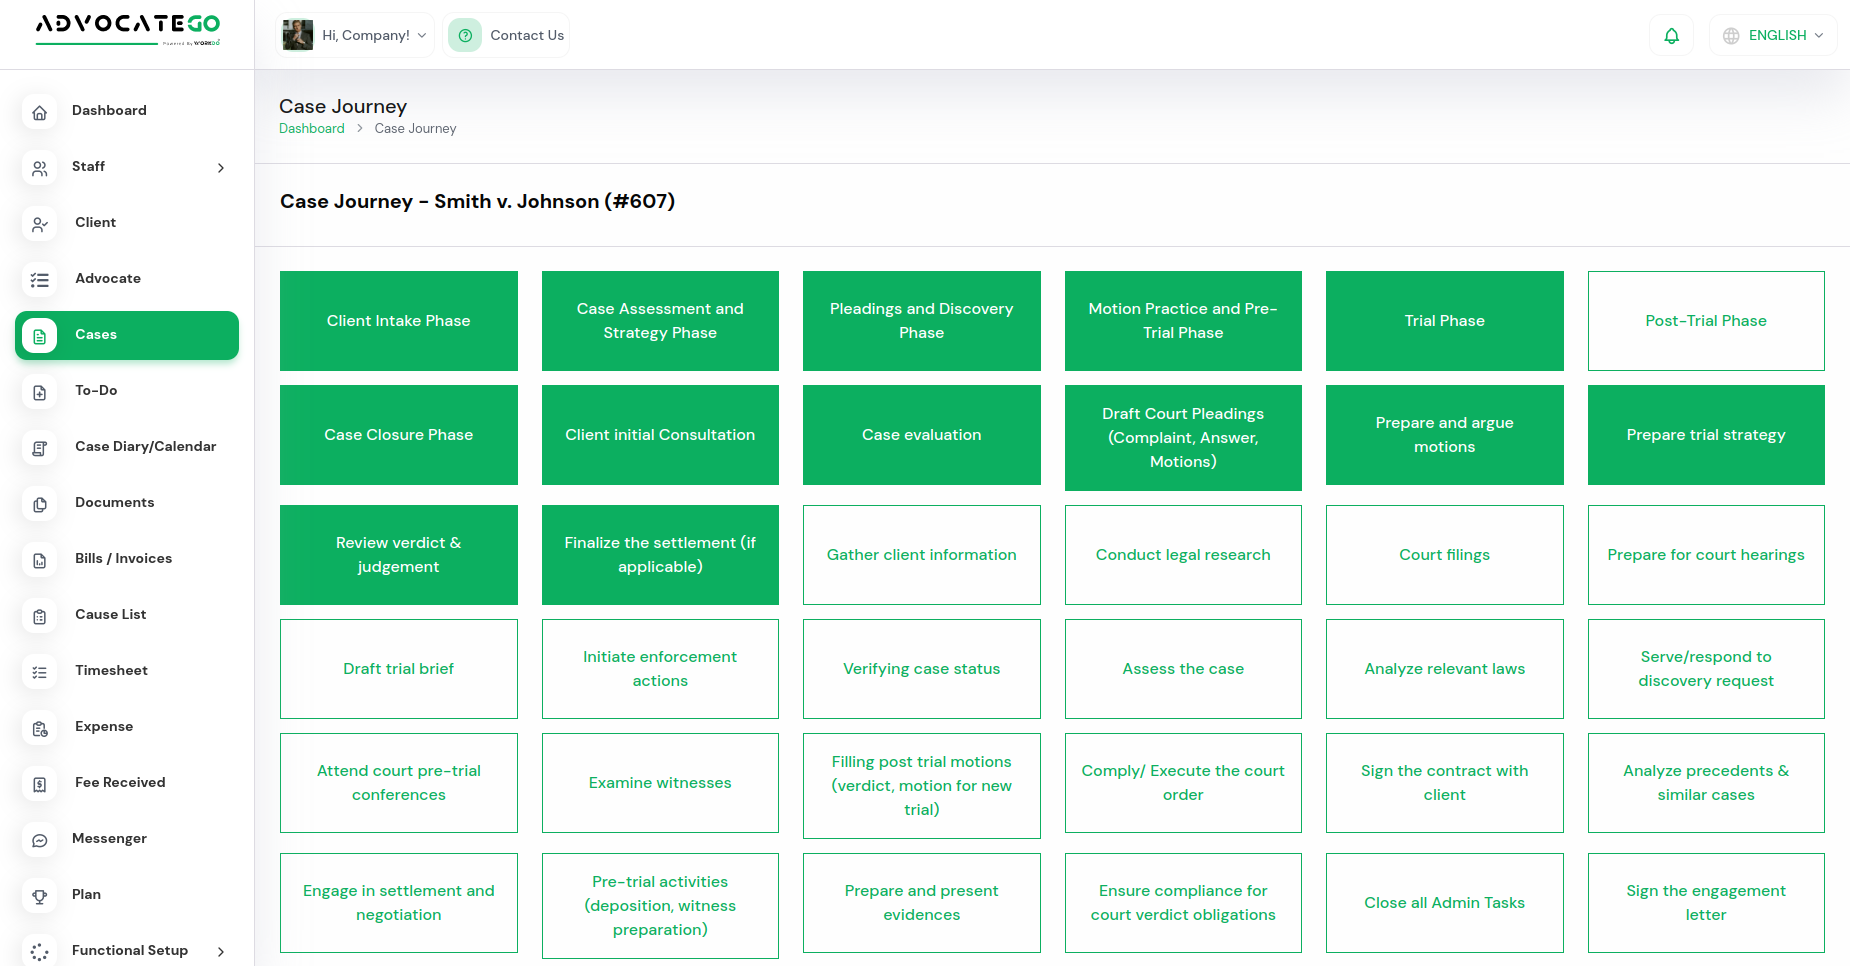 ADVOCATEGO
Powered By WORKDO
Hi, Company!
Contact Us
ENGLISH
Dashboard
Staff
Client
Advocate
Cases
To-Do
Case Diary/Calendar
Documents
Bills / Invoices
Cause List
Timesheet
Expense
Fee Received
Messenger
Plan
Functional Setup
Case Journey
Dashboard > Case Journey
Case Journey - Smith v. Johnson (#607)
Client Intake Phase
Case Assessment and
Strategy Phase
Pleadings and Discovery
Phase
Motion Practice and Pre-
Trial Phase
Trial Phase
Post-Trial Phase
Case Closure Phase
Client initial Consultation
Case evaluation
Draft Court Pleadings
(Complaint, Answer,
Motions)
Prepare and argue
motions
Prepare trial strategy
Review verdict &
judgement
Finalize the settlement (if
applicable)
Gather client information
Conduct legal research
Court filings
Prepare for court hearings
Draft trial brief
Initiate enforcement
actions
Verifying case status
Assess the case
Analyze relevant laws
Serve/respond to
discovery request
Attend court pre-trial
conferences
Examine witnesses
Filling post trial motions
(verdict, motion for new
trial)
Comply/ Execute the court
order
Sign the contract with
client
Analyze precedents &
similar cases
Engage in settlement and
negotiation
Pre-trial activities
(deposition, witness
preparation)
Prepare and present
evidences
Ensure compliance for
court verdict obligations
Close all Admin Tasks
Sign the engagement
letter